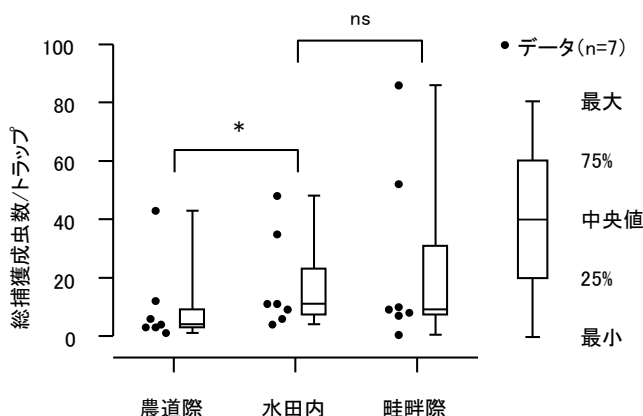 ns
100
80
60
40
20
0
*
総捕獲成虫数/トラップ
農道際
水田内
畦畔際
データ(n=7)
最大
75%
中央値
25%
最小